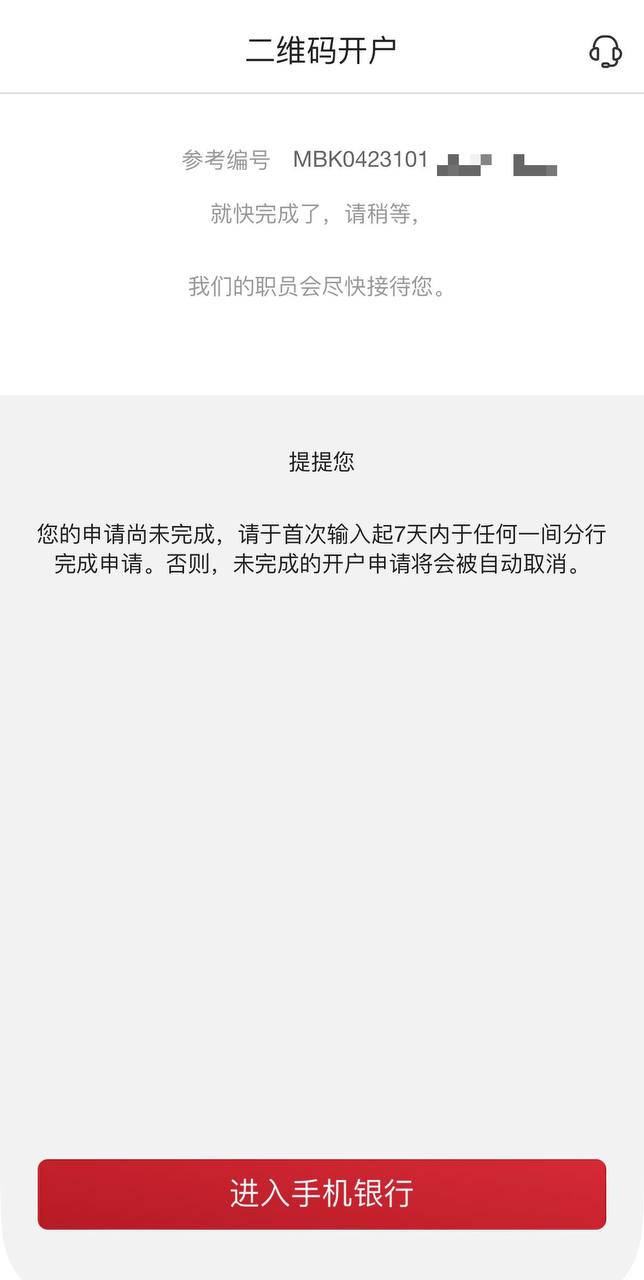 二维码开户
参考编号 MBK0423101
就快完成了，请稍等，
我们的职员会尽快接待您。
提提您
您的申请尚未完成，请于首次输入起7天内于任何一间分行
完成申请。否则，未完成的开户申请将会被自动取消。
进入手机银行